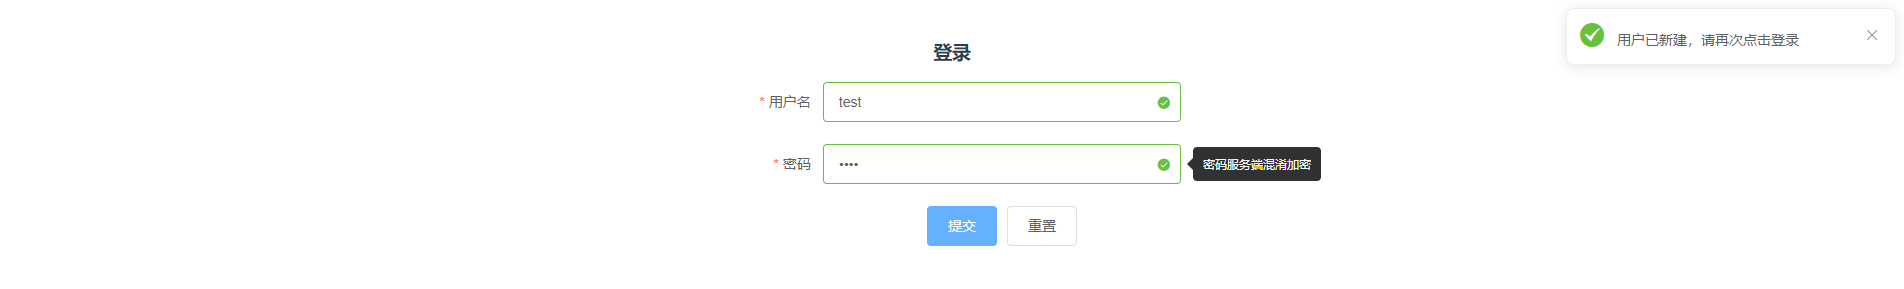 登录
用户已新建，请再次点击登录
* 用户名
test
* 密码
••••
密码服务端混淆加密
提交
重置